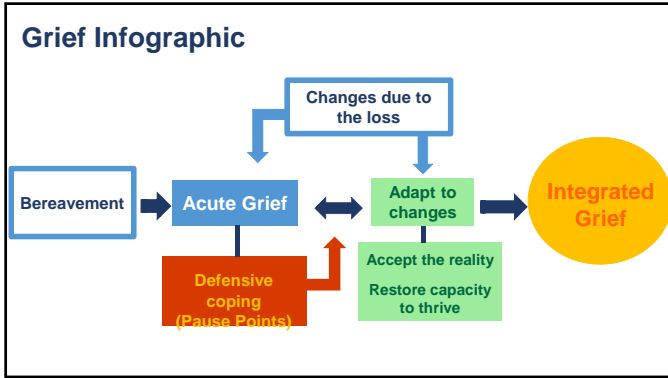 Grief Infographic
Changes due to
the loss
Bereavement
Acute Grief
Adapt to
changes
Integrated
Grief
Defensive
coping
(Pause Points)
Accept the reality
Restore capacity
to thrive